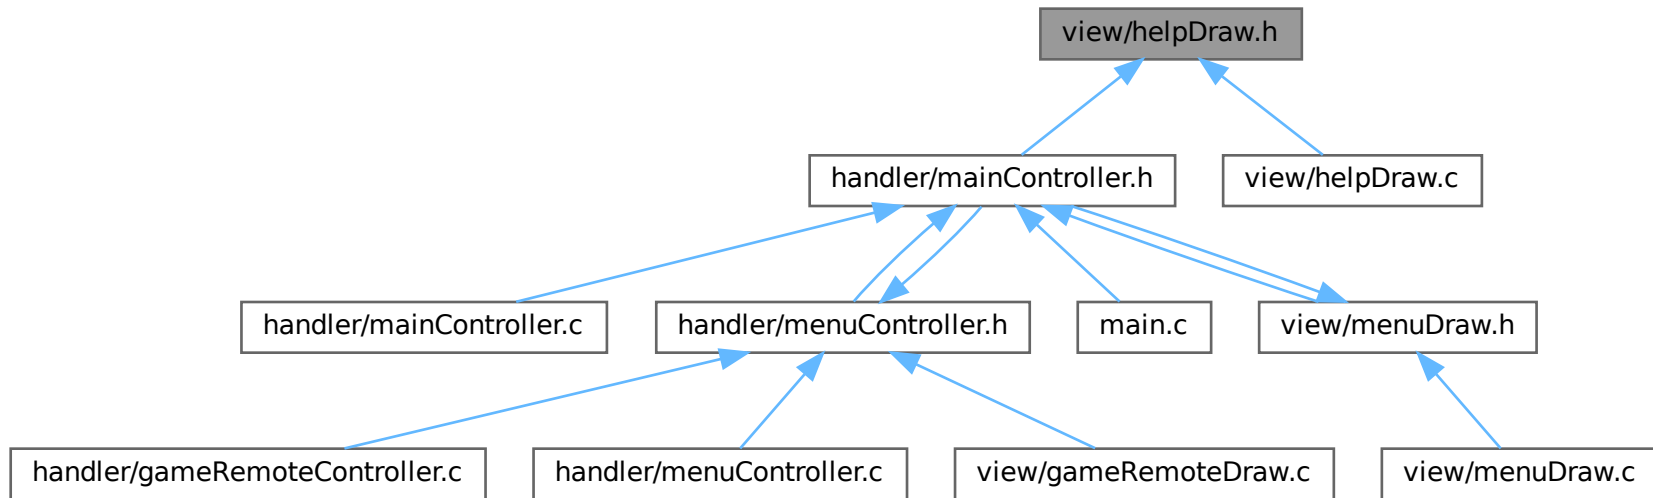 view/helpDraw.h
handler/mainController.h
view/helpDraw.c
handler/mainController.c
handler/menuController.h
main.c
view/menuDraw.h
handler/gameRemoteController.c
handler/menuController.c
view/gameRemoteDraw.c
view/menuDraw.c